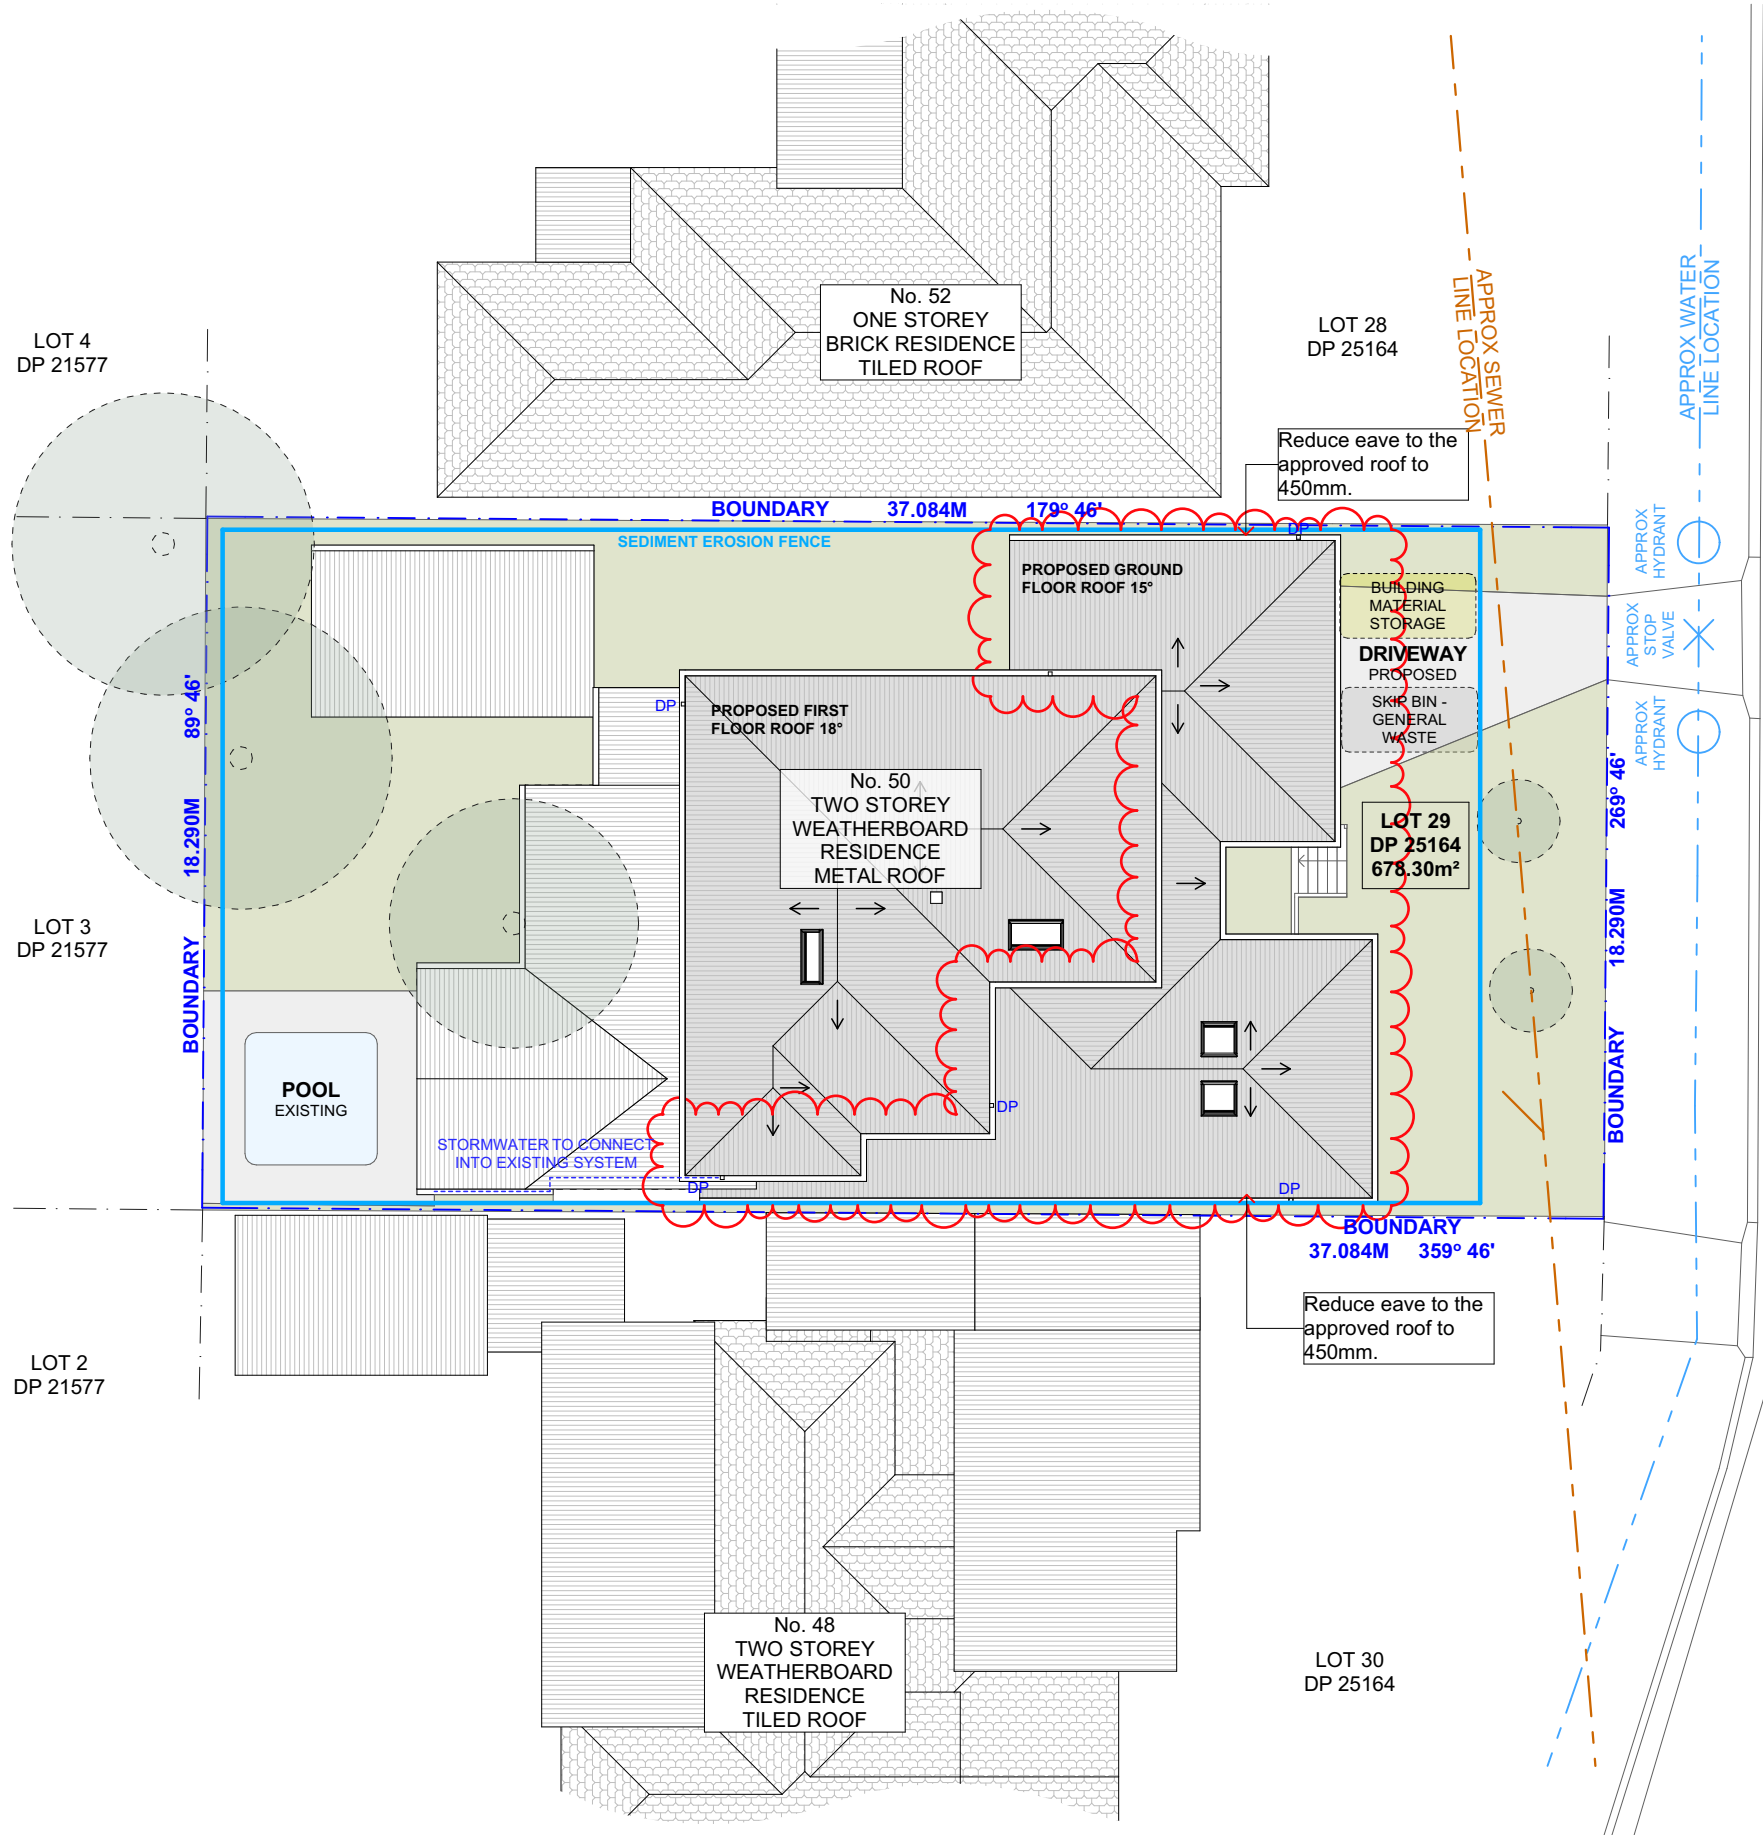 No. 52
ONE STOREY
BRICK RESIDENCE
TILED ROOF
LOT 4
DP 21577
LOT 28
DP 25164
APPROX SEWER
LINE LOCATION
APPROX WATER
LINE LOCATION
Reduce eave to the
approved roof to
450mm.
BOUNDARY 37.084M 179º 46'
SEDIMENT EROSION FENCE
DP
APPROX
HYDRANT
PROPOSED GROUND
FLOOR ROOF 15°
BUILDING
MATERIAL
STORAGE
APPROX
STOP
VALVE
DRIVEWAY
PROPOSED
SKIP BIN -
GENERAL
WASTE
APPROX
HYDRANT
DP
PROPOSED FIRST
FLOOR ROOF 18°
No. 50
TWO STOREY
WEATHERBOARD
RESIDENCE
METAL ROOF
LOT 29
DP 25164
678.30m²
BOUNDARY 18.290M 89º 46'
BOUNDARY 18.290M 269º 46'
LOT 3
DP 21577
POOL
EXISTING
DP
STORMWATER TO CONNECT
INTO EXISTING SYSTEM
DP
DP
BOUNDARY
37.084M 359º 46'
Reduce eave to the
approved roof to
450mm.
LOT 2
DP 21577
No. 48
TWO STOREY
WEATHERBOARD
RESIDENCE
TILED ROOF
LOT 30
DP 25164